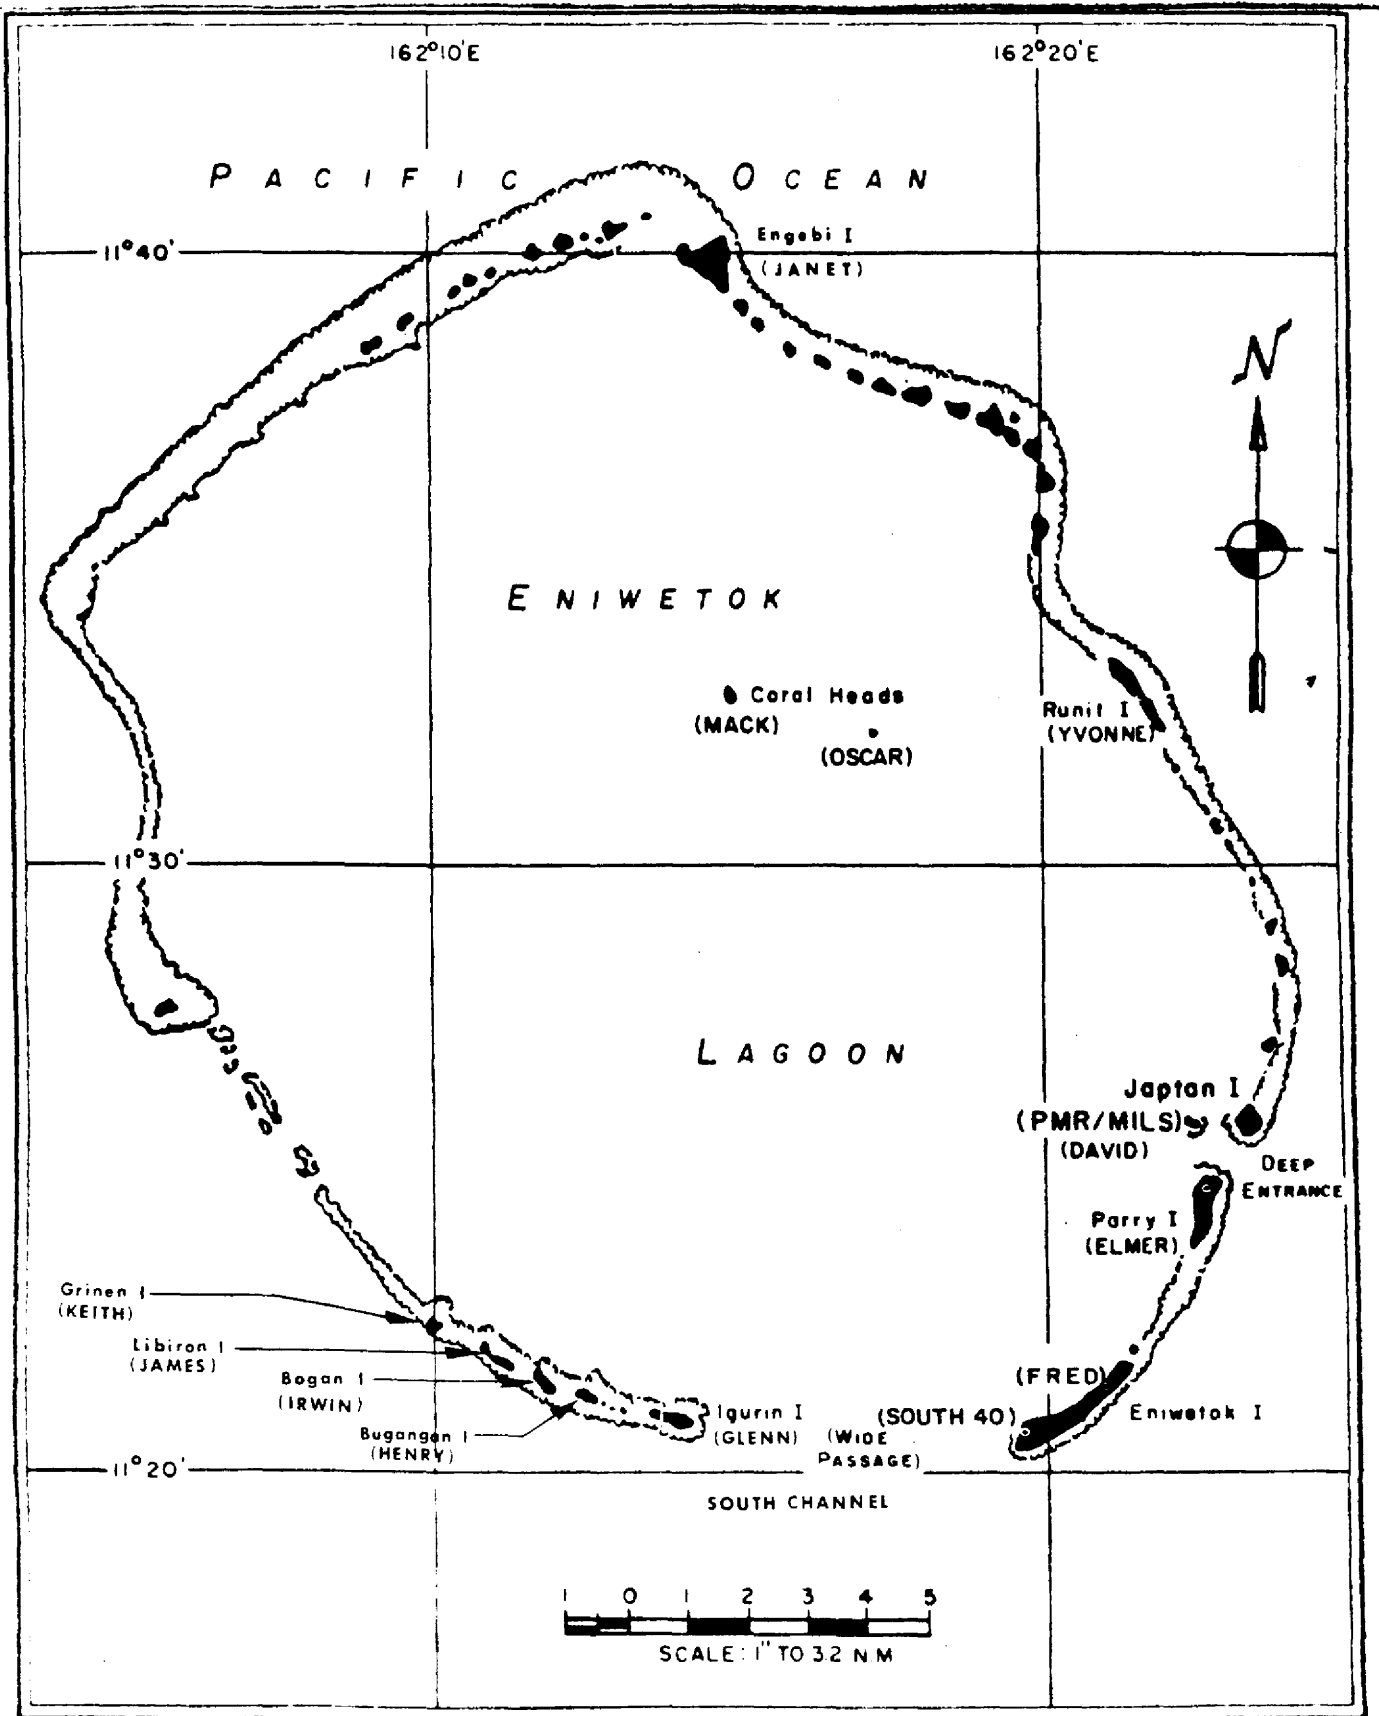 162°10'E
162°20'E
PACIFIC OCEAN
11°40'
Engebi I
(JANET)
N
ENIWETOK
Coral Heads
(MACK)
(OSCAR)
Runit I
(YVONNE)
11°30'
LAGOON
Japtan I
(PMR/MILS)
(DAVID)
DEEP
ENTRANCE
Parry I
(ELMER)
Grinen I
(KEITH)
Libiron I
(JAMES)
Bogan I
(IRWIN)
Bugangan I
(HENRY)
Igurin I
(GLENN)
(WIDE
PASSAGE)
(FRED)
(SOUTH 40)
Eniwetok I
11°20'
SOUTH CHANNEL
1 0 1 2 3 4 5
SCALE: 1" TO 3.2 N M